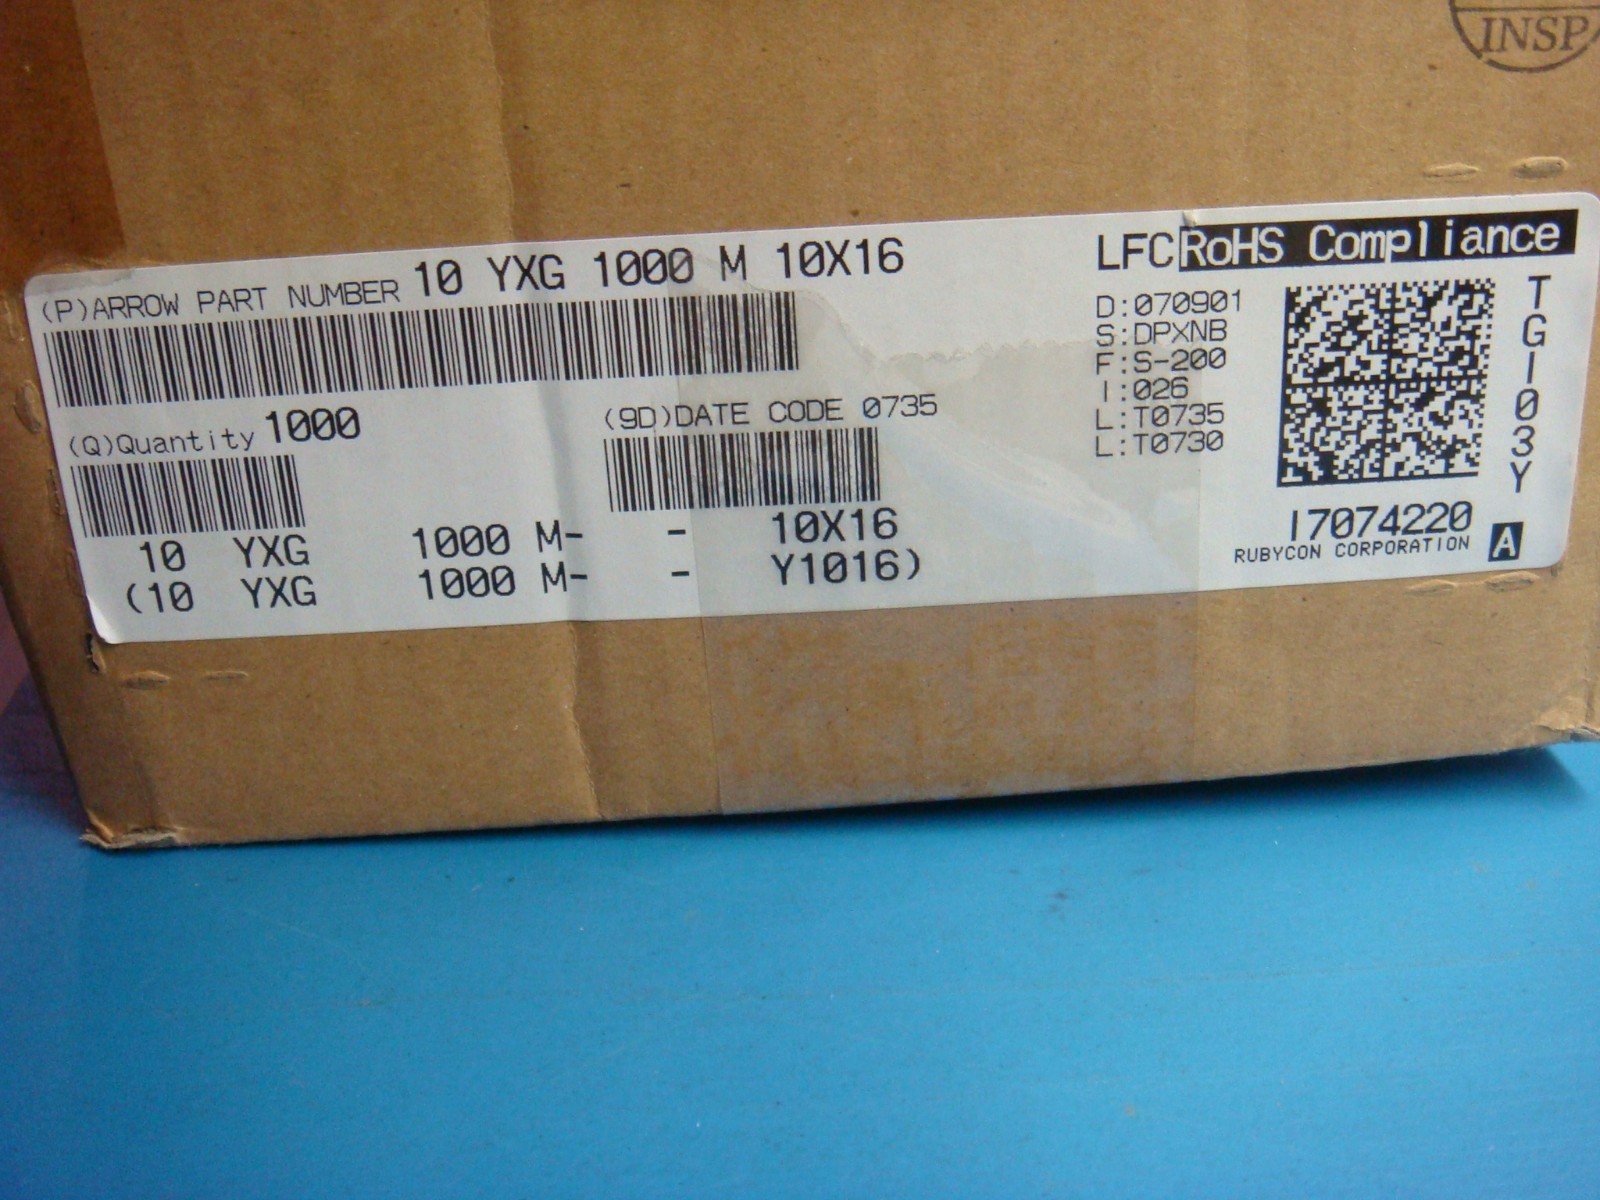 INSP
(P)ARROW PART NUMBER 10 YXG 1000 M 10X16
(Q)Quantity 1000
(9D)DATE CODE 0735
10 YXG 1000 M- - 10X16
(10 YXG 1000 M- - Y1016)
LFC RoHS Compliance
D:070901
S:DPXNB
F:S-200
I:026
L:T0735
L:T0730
TGI03Y
I7074220
RUBYCON CORPORATION A